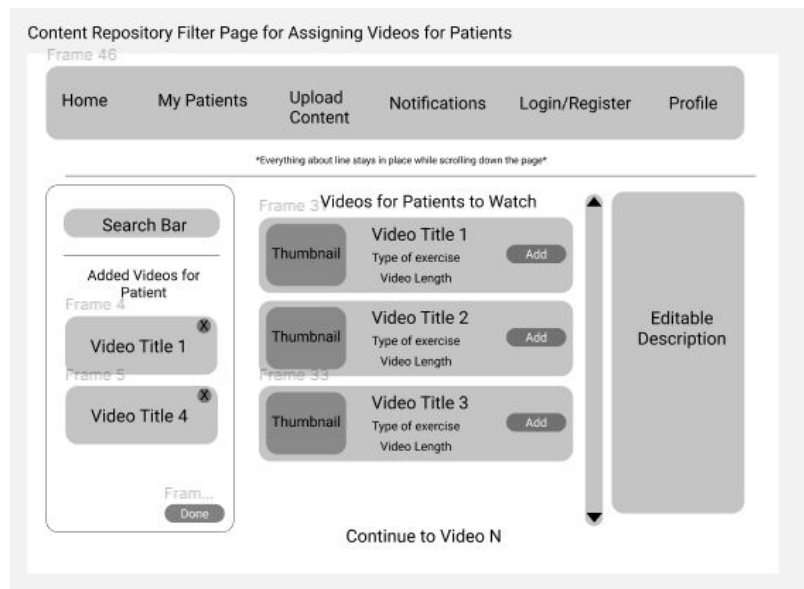 Content Repository Filter Page for Assigning Videos for Patients
Frame 46
Home My Patients Upload Content Notifications Login/Register Profile
*Everything about line stays in place while scrolling down the page*
Search Bar
Added Videos for
Patient
Frame 4
X
Video Title 1
Frame 5
X
Video Title 4
Fram...
Done
Videos for Patients to Watch
Thumbnail
Video Title 1
Type of exercise
Video Length
Add
Thumbnail
Video Title 2
Type of exercise
Video Length
Add
Frame 33
Thumbnail
Video Title 3
Type of exercise
Video Length
Add
Continue to Video N
Editable
Description